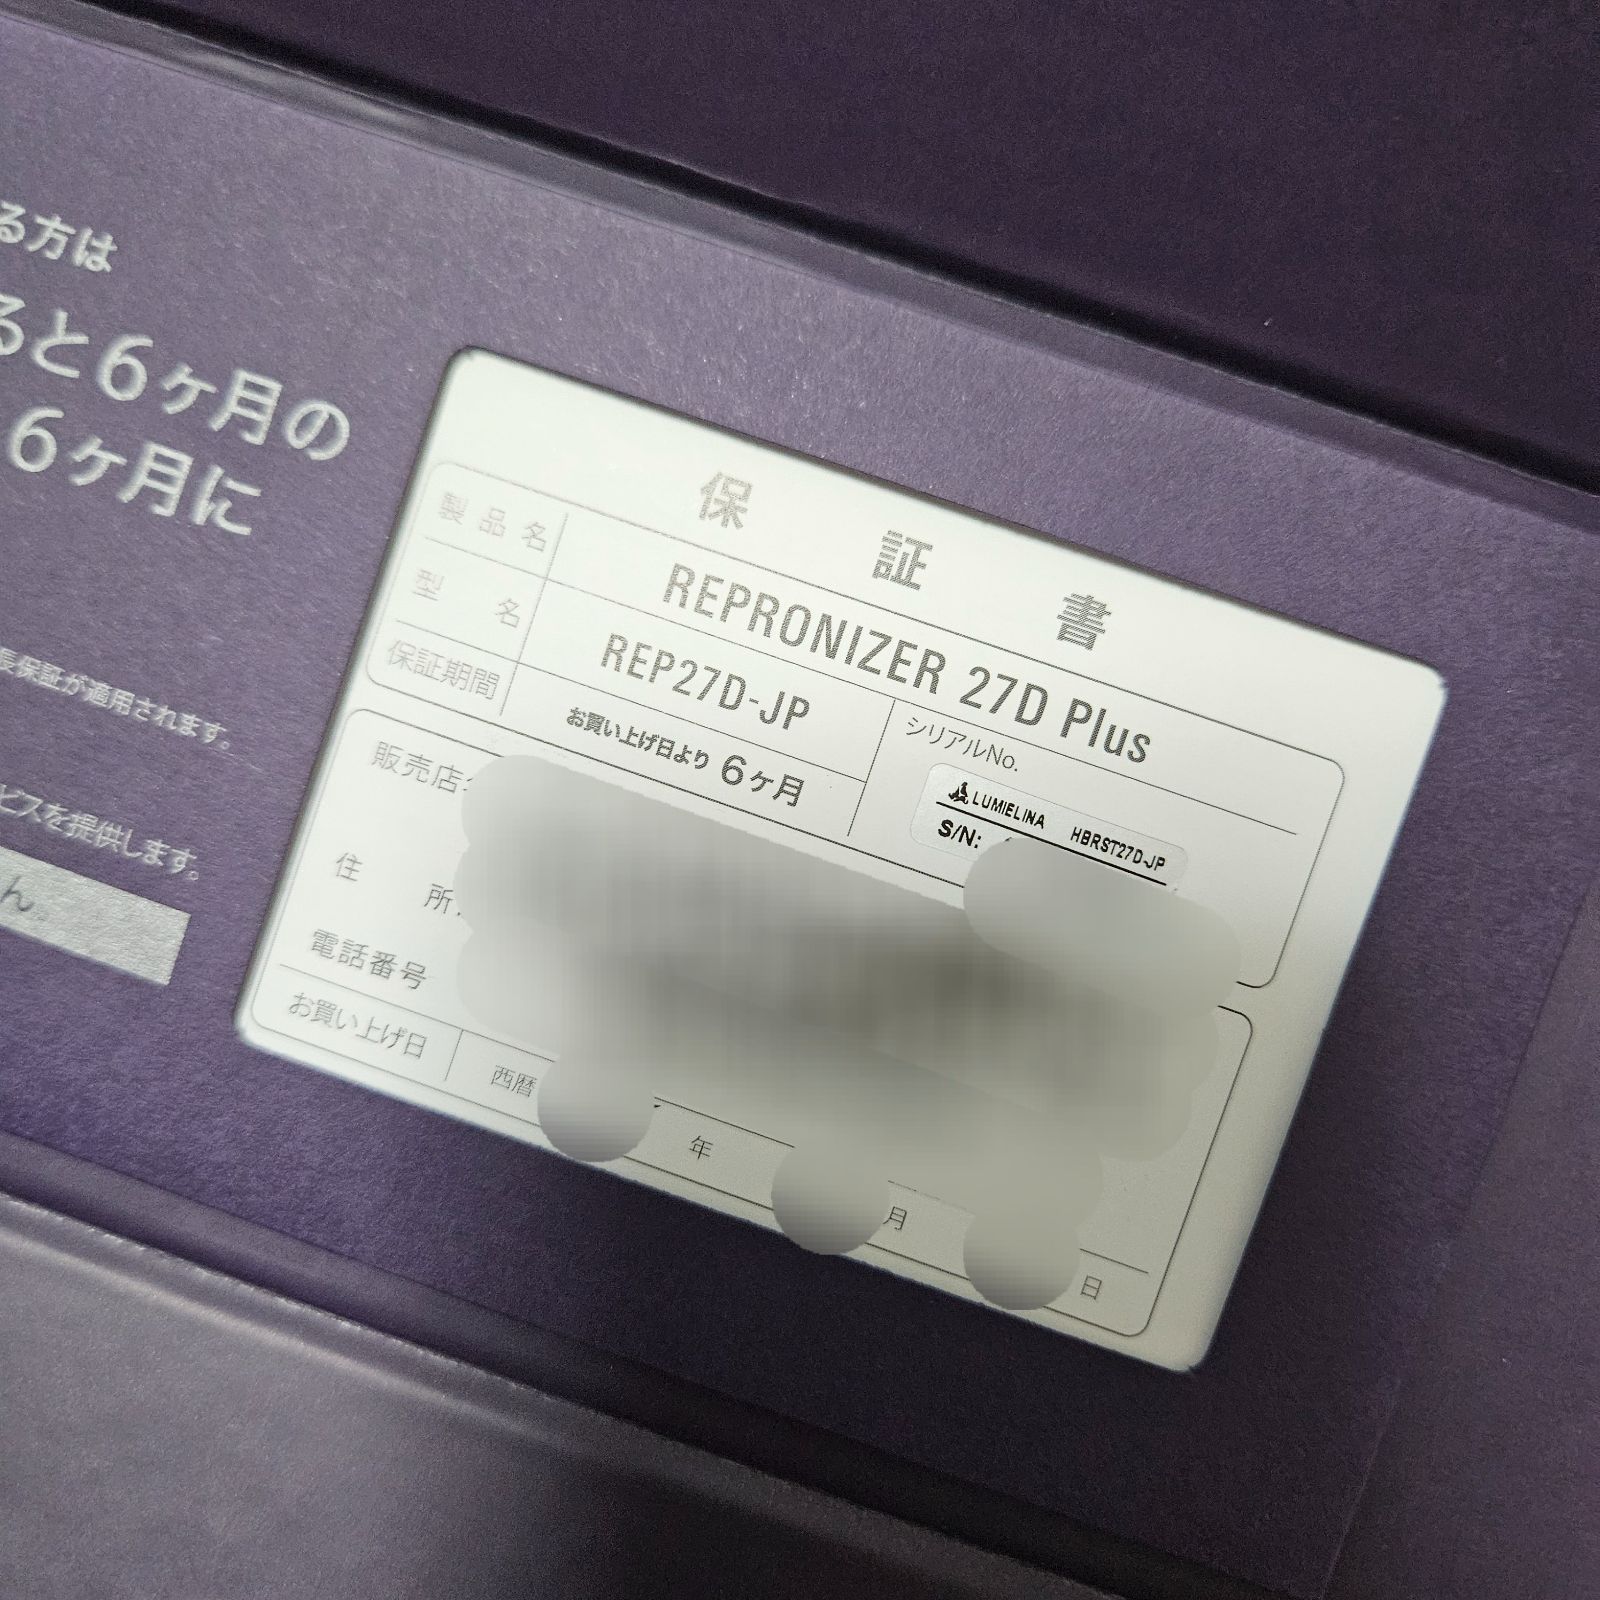 る方は
ると6ヶ月の
6ヶ月に
長保証が適用されます。
ビスを提供します。
ん。
保証書
製品名 REPRONIZER 27D Plus
型名 REP27D-JP
シリアルNo.
保証期間 お買い上げ日より 6ヶ月
LUMIELINA HBRST27D-JP
S/N:
販売店
住所
電話番号
お買い上げ日 西暦 年 月 日